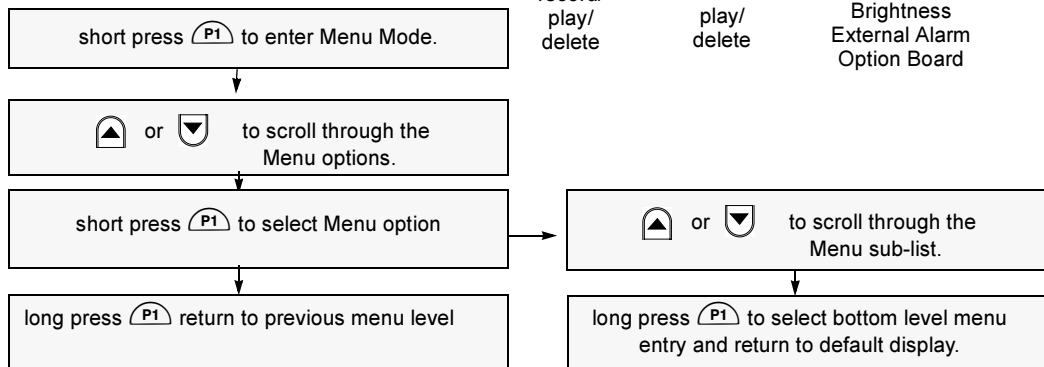 play/
delete
play/
delete
Brightness
External Alarm
Option Board
short press P1 to enter Menu Mode.
or to scroll through the
Menu options.
short press P1 to select Menu option
or to scroll through the
Menu sub-list.
long press P1 return to previous menu level
long press P1 to select bottom level menu
entry and return to default display.